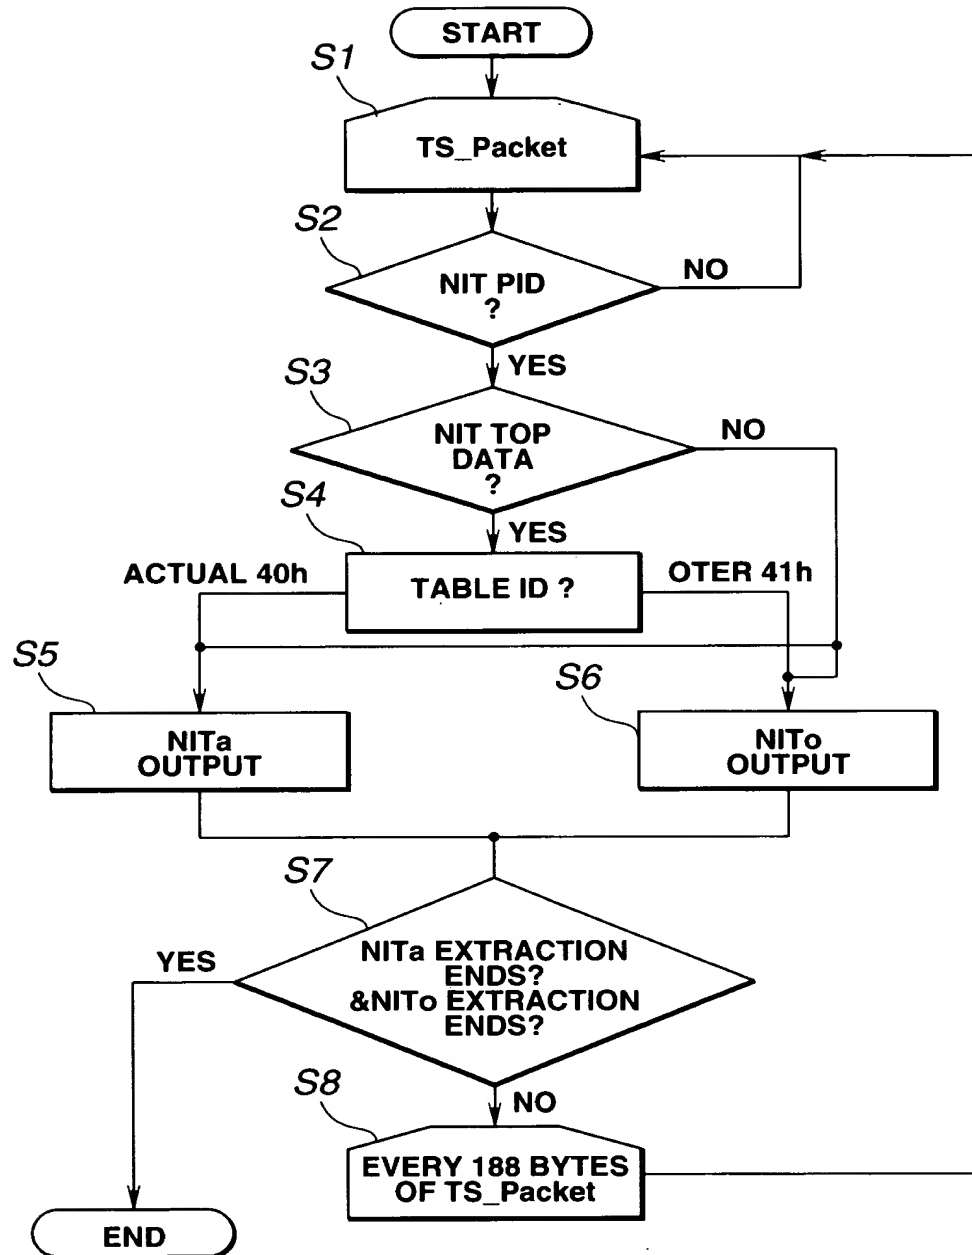 START
S1
TS_Packet
S2
NIT PID
?
NO
YES
S3
NIT TOP
DATA
?
NO
YES
S4
TABLE ID ?
ACTUAL 40h
OTER 41h
S5
NITa
OUTPUT
S6
NITo
OUTPUT
S7
NITa EXTRACTION
ENDS?
&NITo EXTRACTION
ENDS?
YES
NO
S8
EVERY 188 BYTES
OF TS_Packet
END